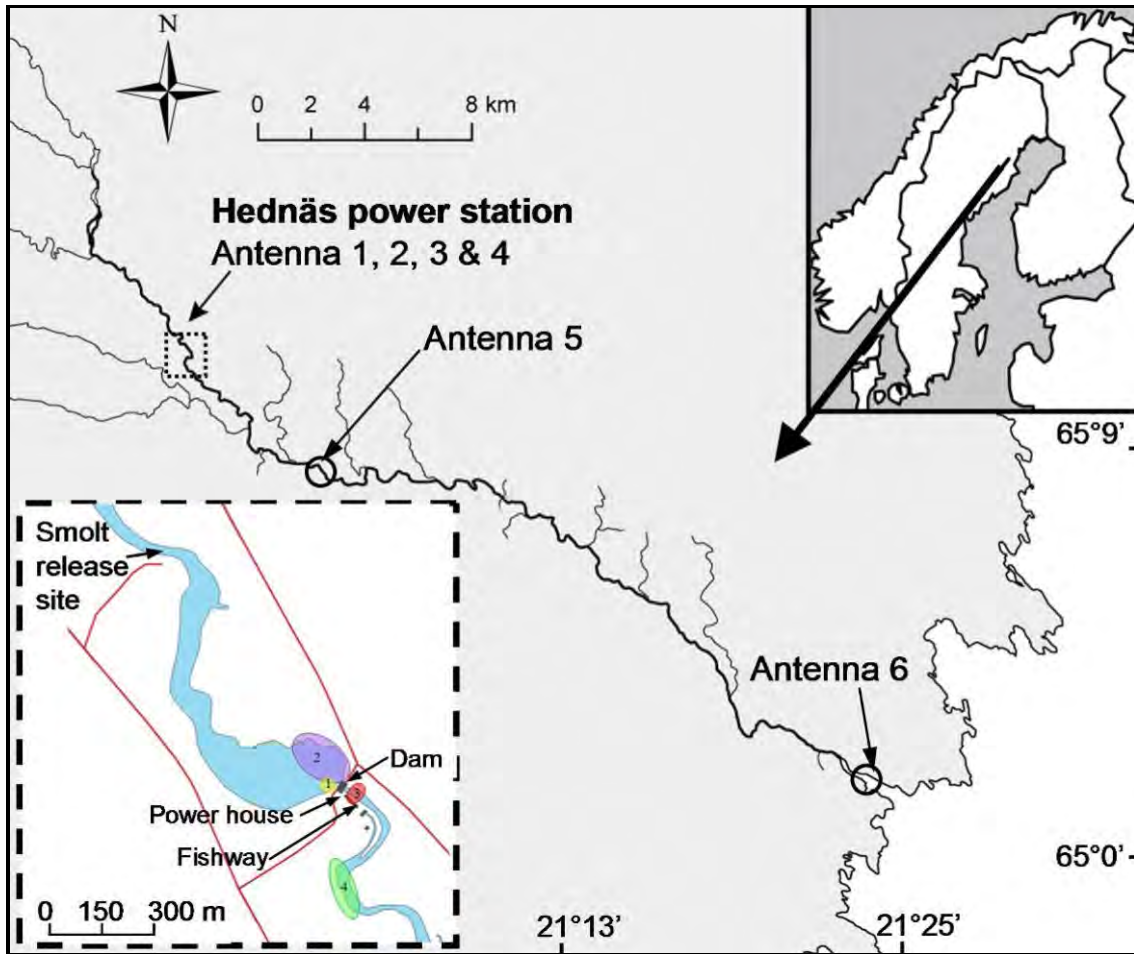 N
0 2 4 8 km
Hednäs power station
Antenna 1, 2, 3 & 4
Antenna 5
65°9'
Smolt
release
site
2
1
3
Dam
Power house
Fishway
4
0 150 300 m
Antenna 6
65°0'
21°13'
21°25'